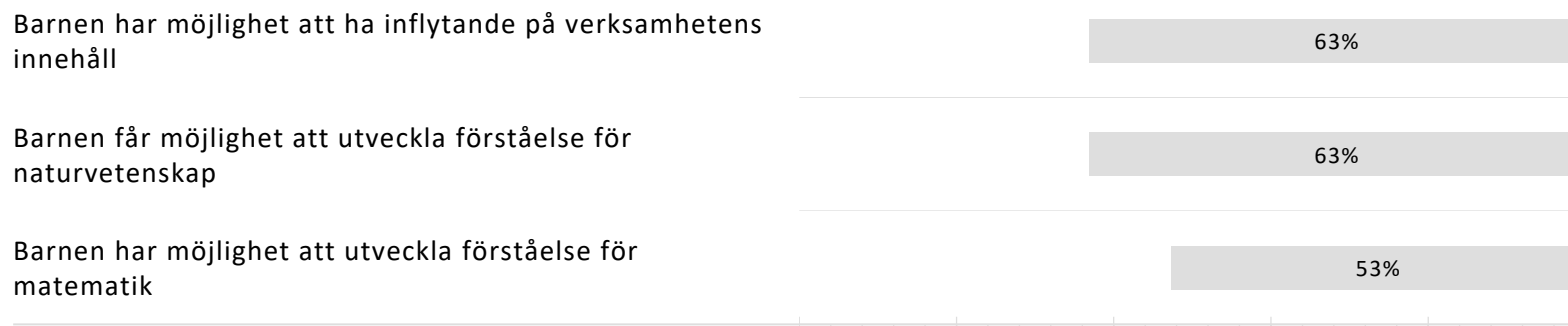 Barnen har möjlighet att ha inflytande på verksamhetens
innehåll
63%
Barnen får möjlighet att utveckla förståelse för
naturvetenskap
63%
Barnen har möjlighet att utveckla förståelse för
matematik
53%